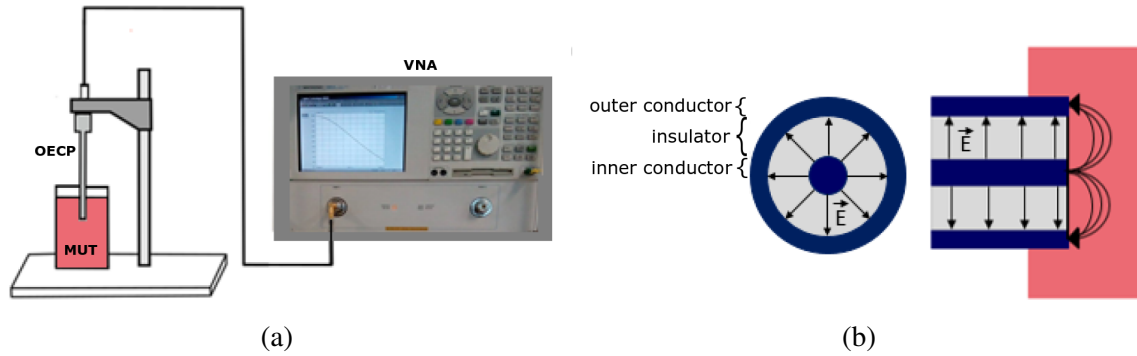 VNA
OECP
MUT
(a)
outer conductor
insulator
inner conductor
E
E
(b)